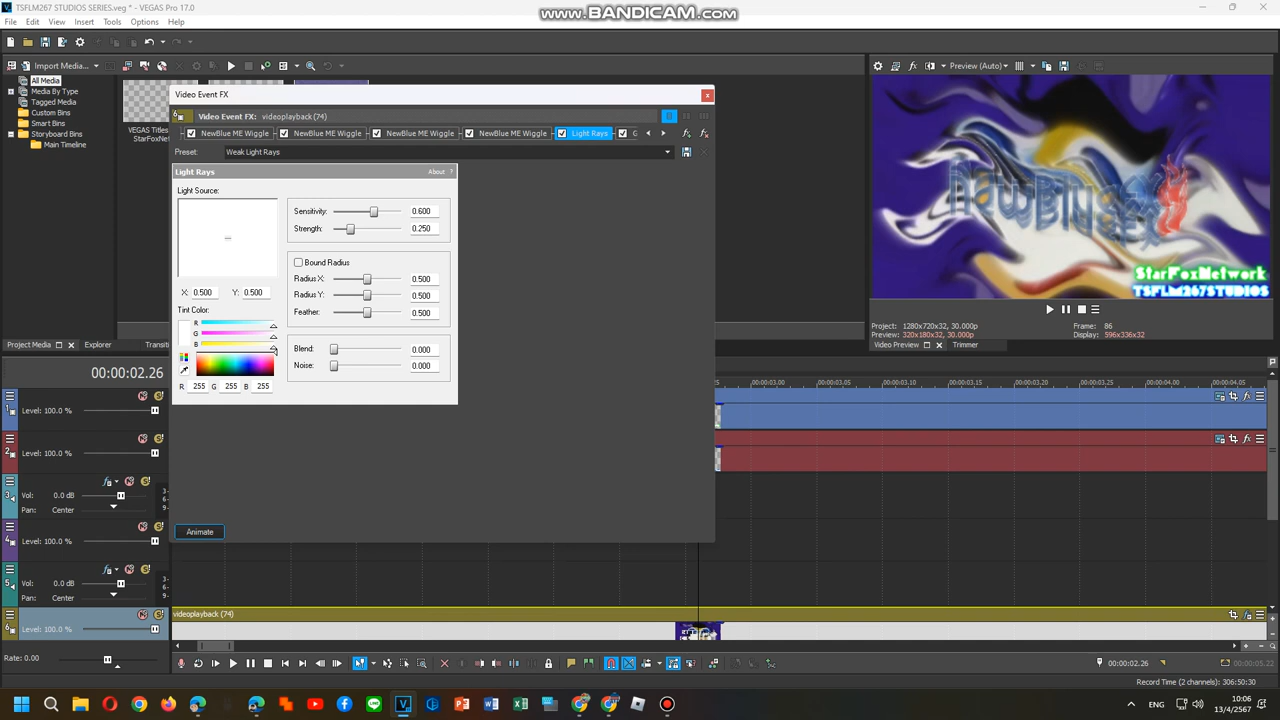 TSFLM267 STUDIOS SERIES.veg * - VEGAS Pro 17.0
www.BANDICAM.com
File Edit View Insert Tools Options Help
Import Media...
All Media
Media By Type
Tagged Media
Custom Bins
Smart Bins
Storyboard Bins
Main Timeline
VEGAS Titles
StarFoxNet
Project Media
Explorer
Video Event FX
Video Event FX: videoplayback (74)
NewBlue ME Wiggle NewBlue ME Wiggle NewBlue ME Wiggle NewBlue ME Wiggle Light Rays G
Preset: Weak Light Rays
Light Rays
About ?
Light Source:
X: 0.500 Y: 0.500
Tint Color:
R
G
B
R 255 G 255 B 255
Sensitivity: 0.600
Strength: 0.250
Bound Radius
Radius X: 0.500
Radius Y: 0.500
Feather: 0.500
Blend: 0.000
Noise: 0.000
Animate
Preview (Auto)
NewBlue
StarFoxNetwork
TSFLM267STUDIOS
Project: 1280x720x32, 30.000p
Preview: 320x180x32, 30.000p
Frame: 86
Display: 596x336x32
Video Preview
Trimmer
00:00:02.26
00:00:03.00 00:00:03.05 00:00:03.10 00:00:03.15 00:00:03.20 00:00:03.25 00:00:04.00 00:00:04.05
1 Level: 100.0 %
2 Level: 100.0 %
3 Vol: 0.0 dB
Pan: Center
4 Level: 100.0 %
5 Vol: 0.0 dB
Pan: Center
6 Level: 100.0 %
videoplayback (74)
Rate: 0.00
00:00:02.26
00:00:05.22
Record Time (2 channels): 306:50:30
ENG
10:06
13/4/2567